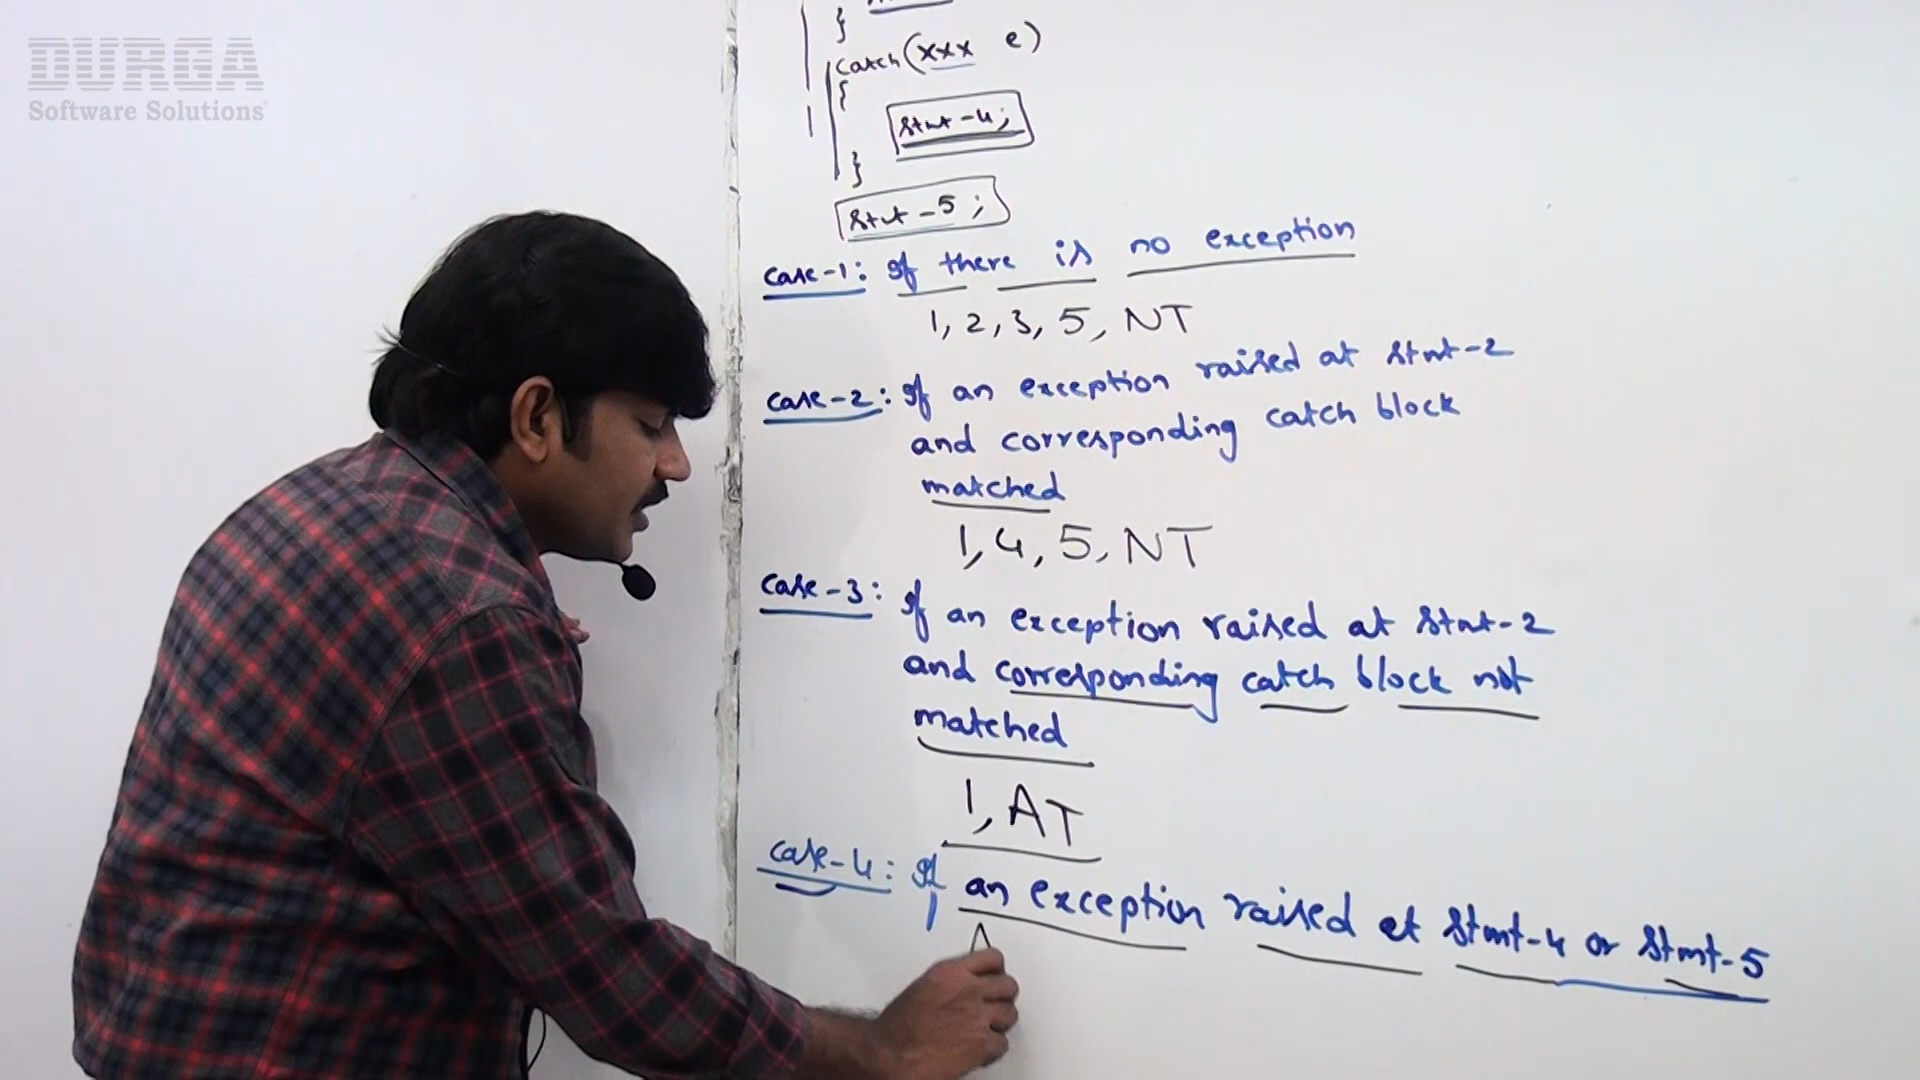 DURGA
Software Solutions
}
catch(xxx e)
{
stmt-4;
}
stmt-5;
case-1: If there is no exception
1, 2, 3, 5, NT
case-2: If an exception raised at stmt-2
and corresponding catch block
matched
1, 4, 5, NT
case-3: If an exception raised at stmt-2
and corresponding catch block not
matched
1, AT
case-4: If an exception raised at stmt-4 or stmt-5
A